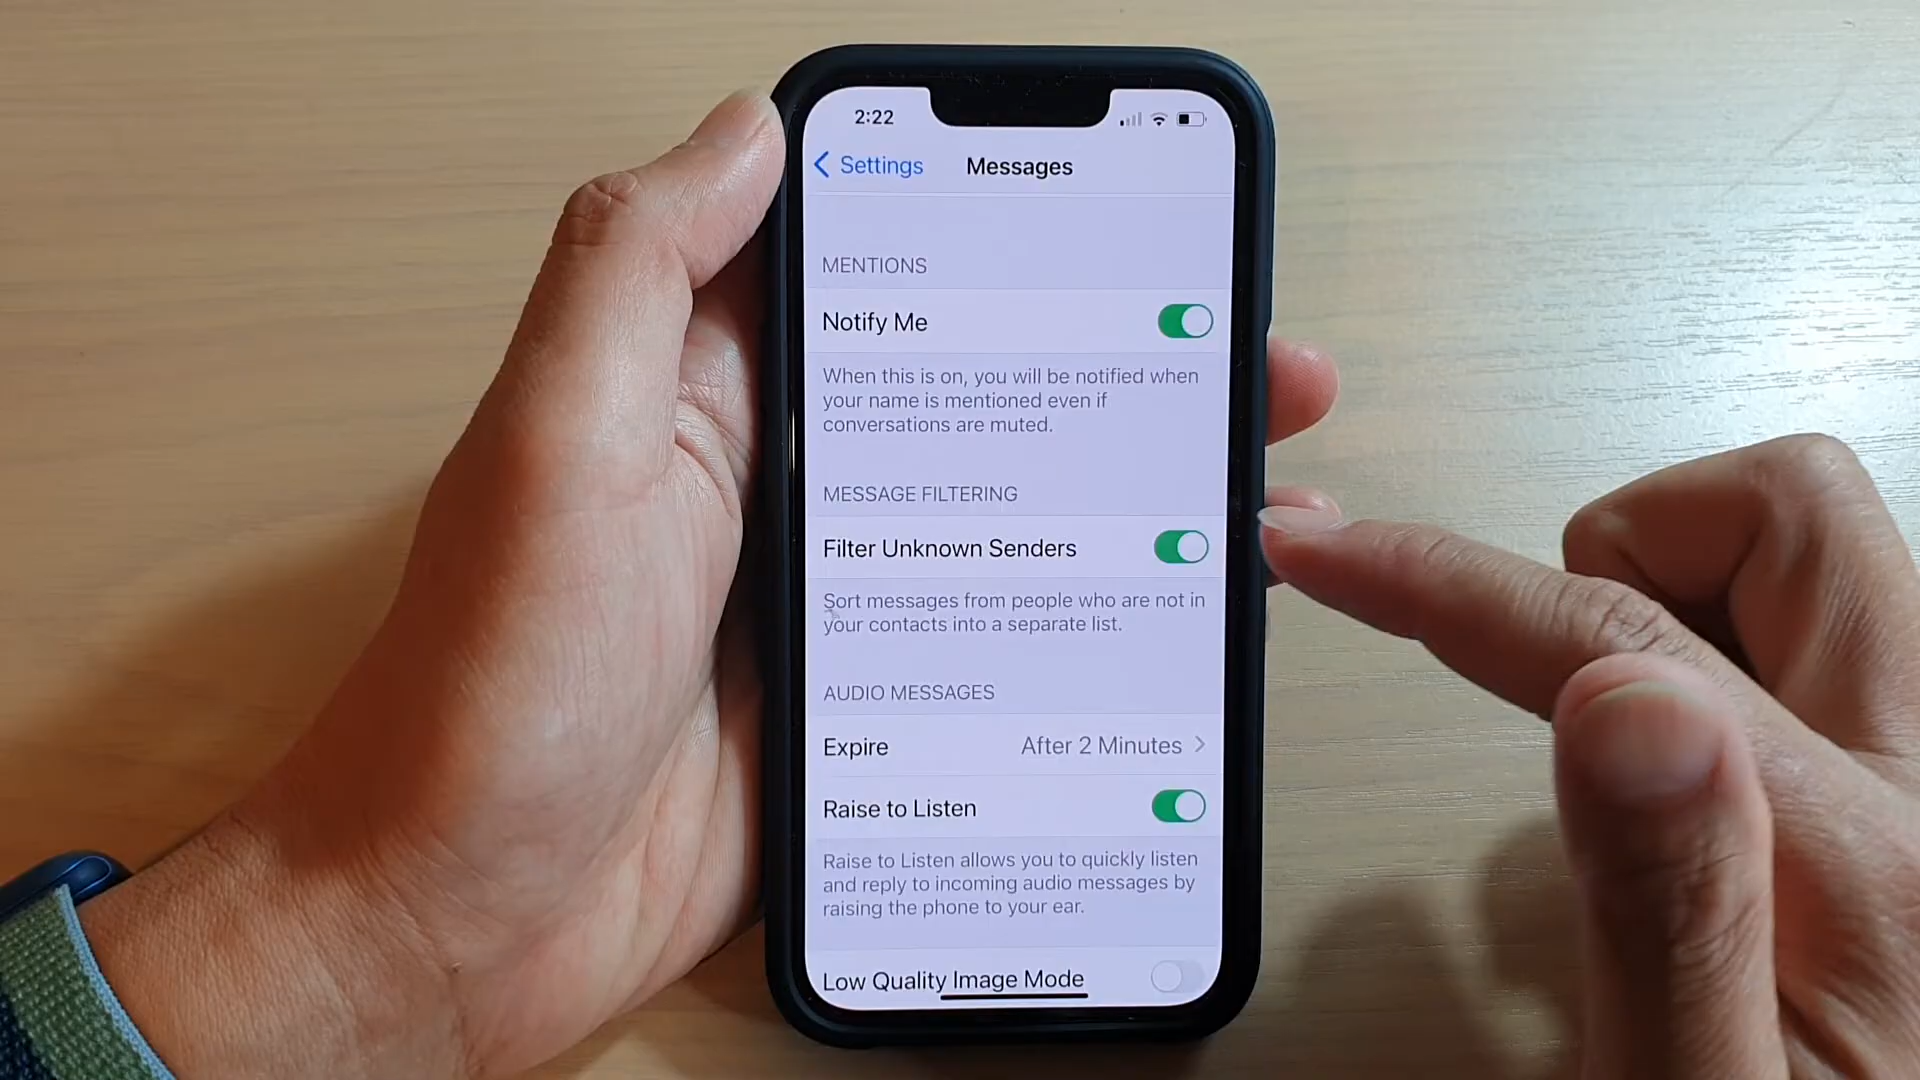 2:22
Settings
Messages
MENTIONS
Notify Me
When this is on, you will be notified when
your name is mentioned even if
conversations are muted.
MESSAGE FILTERING
Filter Unknown Senders
Sort messages from people who are not in
your contacts into a separate list.
AUDIO MESSAGES
Expire
After 2 Minutes
Raise to Listen
Raise to Listen allows you to quickly listen
and reply to incoming audio messages by
raising the phone to your ear.
Low Quality Image Mode